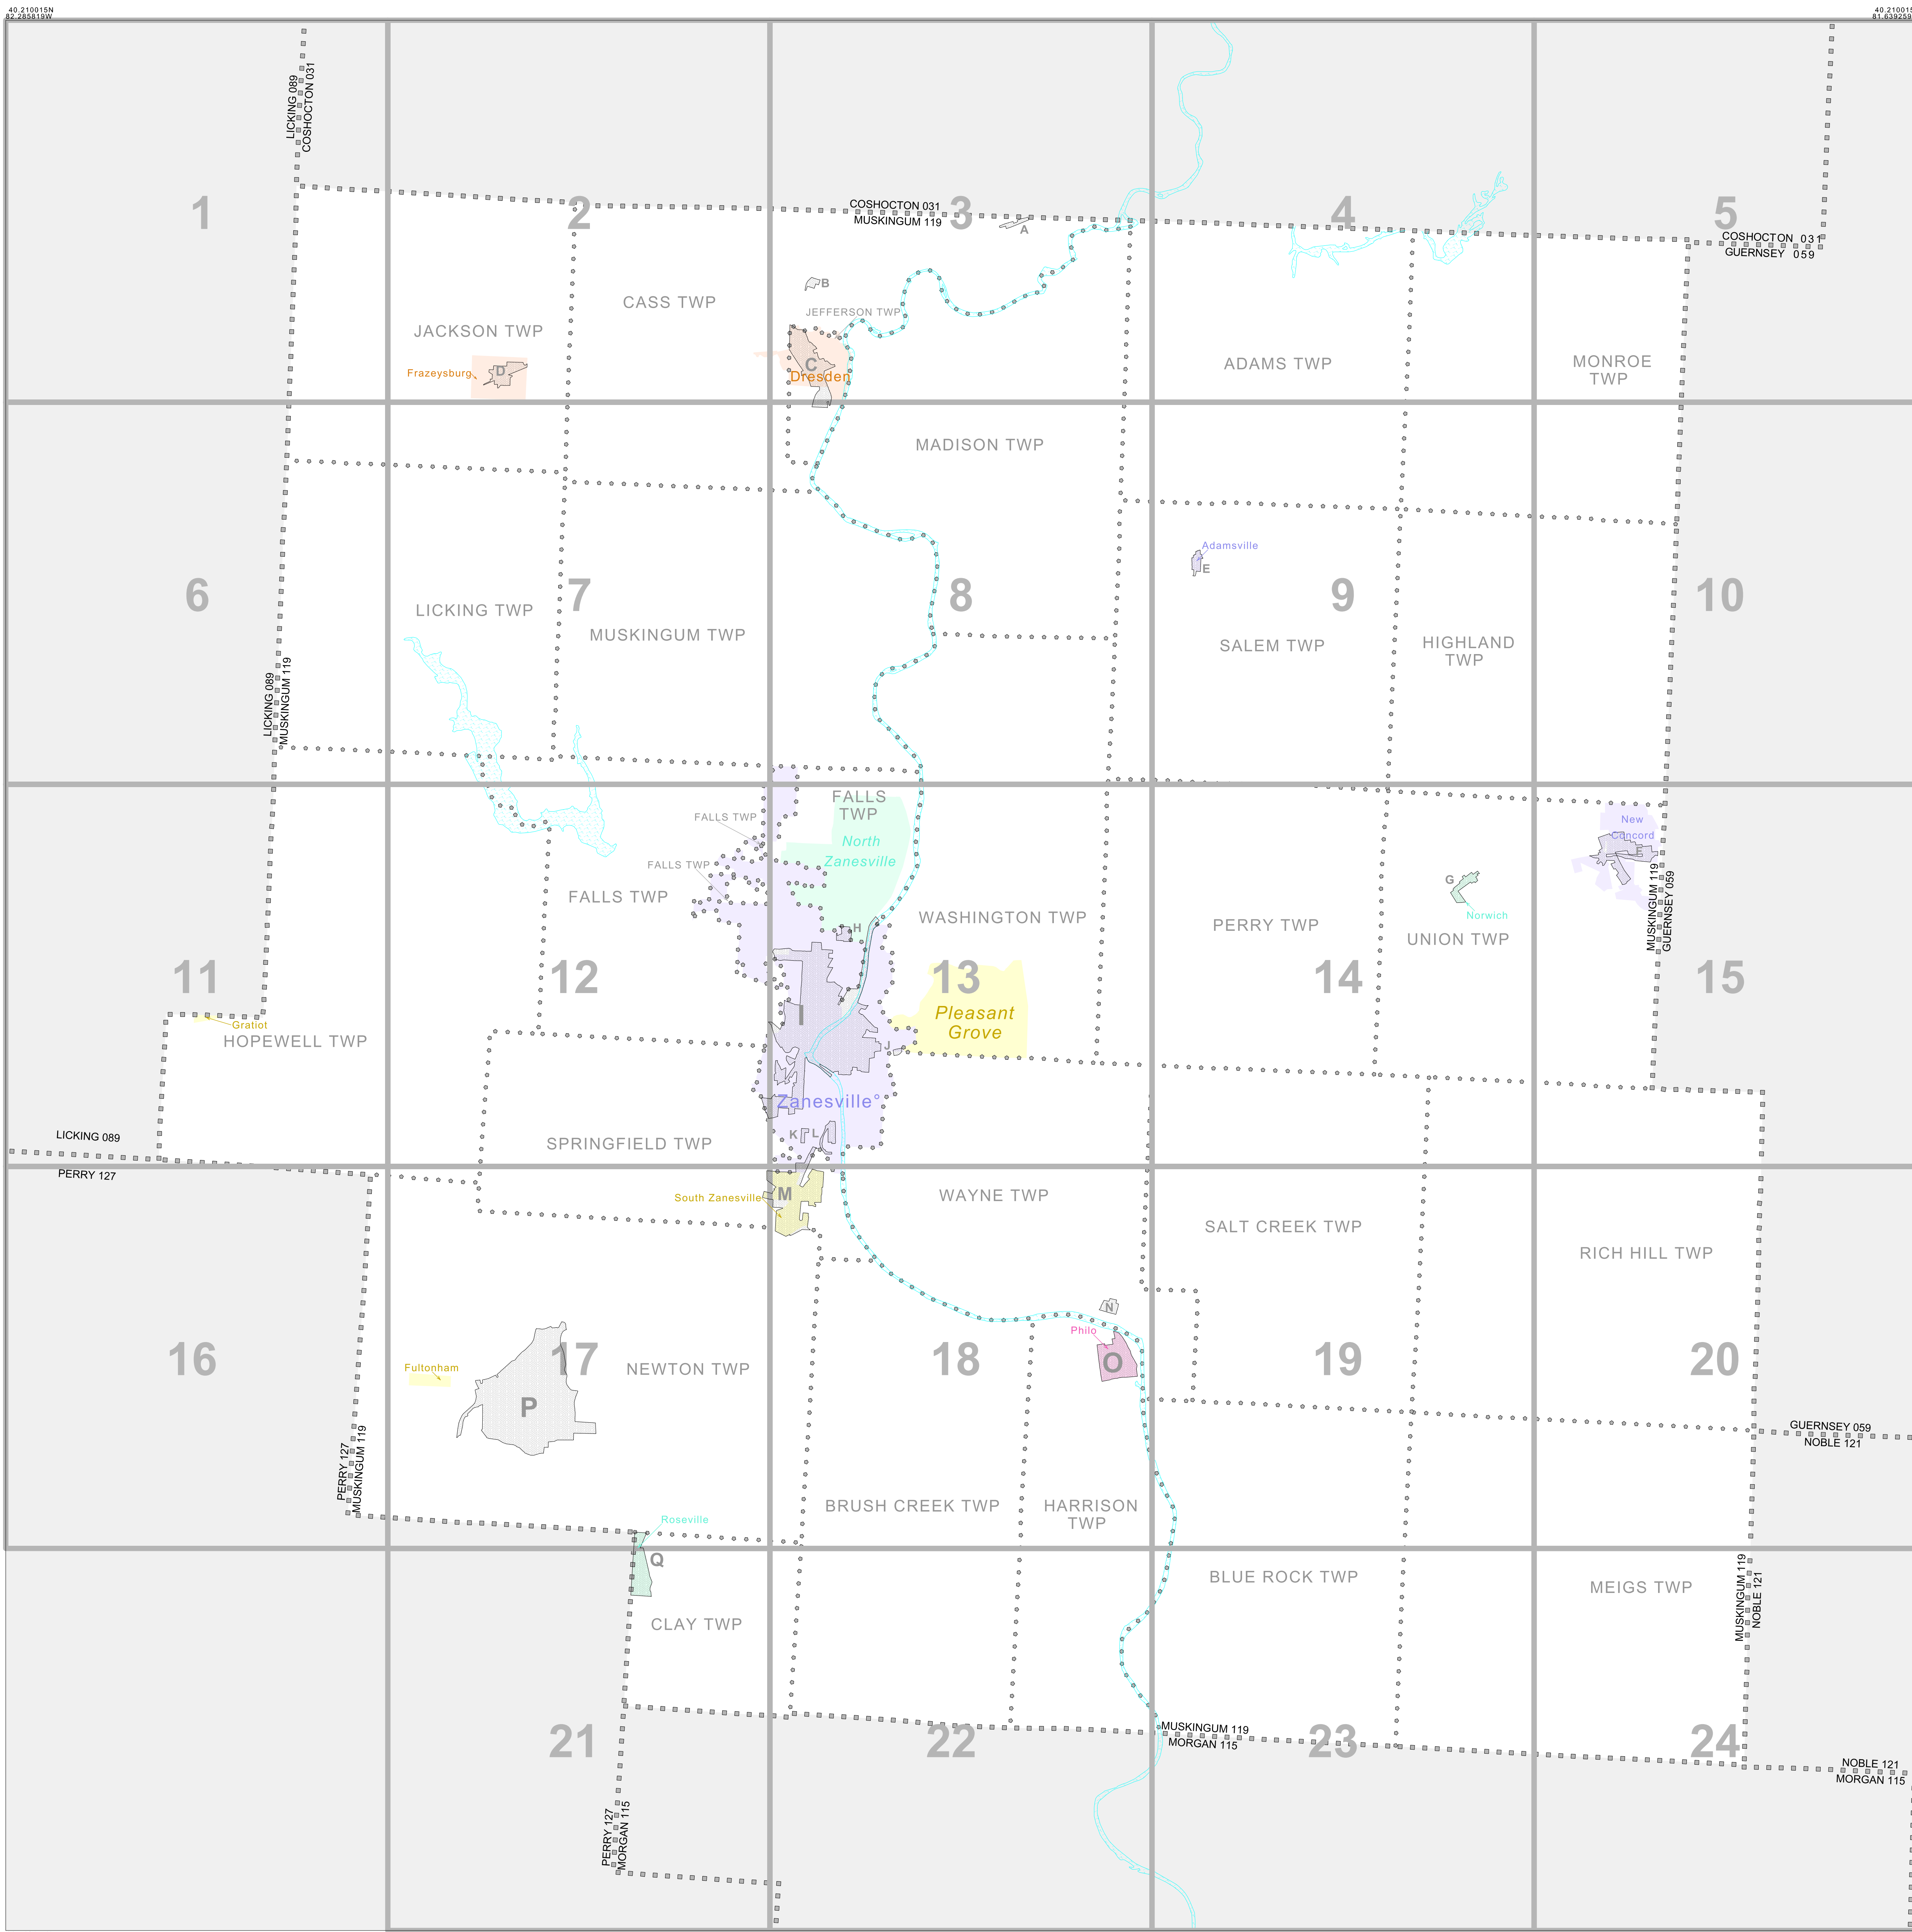 40.210015N
82.285819W
40.210015
81.639259
LICKING 089
COSHOCTON 031
1
2
3
4
5
COSHOCTON 031
MUSKINGUM 119
A
COSHOCTON 031
GUERNSEY 059
B
CASS TWP
JEFFERSON TWP
JACKSON TWP
ADAMS TWP
MONROE
TWP
Frazeysburg
D
C
Dresden
MADISON TWP
Adamsville
E
6
7
8
9
10
LICKING TWP
MUSKINGUM TWP
SALEM TWP
HIGHLAND
TWP
LICKING 089
MUSKINGUM 119
FALLS
TWP
FALLS TWP
North
Zanesville
New
Concord
F
FALLS TWP
FALLS TWP
G
Norwich
MUSKINGUM 119
GUERNSEY 059
WASHINGTON TWP
PERRY TWP
UNION TWP
H
11
12
13
14
15
I
Pleasant
Grove
Gratiot
HOPEWELL TWP
J
Zanesville°
LICKING 089
PERRY 127
SPRINGFIELD TWP
K
L
South Zanesville
M
WAYNE TWP
SALT CREEK TWP
RICH HILL TWP
N
Philo
O
16
17
18
19
20
Fultonham
NEWTON TWP
P
GUERNSEY 059
NOBLE 121
PERRY 127
MUSKINGUM 119
BRUSH CREEK TWP
HARRISON
TWP
Roseville
Q
BLUE ROCK TWP
MEIGS TWP
MUSKINGUM 119
NOBLE 121
CLAY TWP
21
22
23
24
MUSKINGUM 119
MORGAN 115
NOBLE 121
MORGAN 115
PERRY 127
MORGAN 115